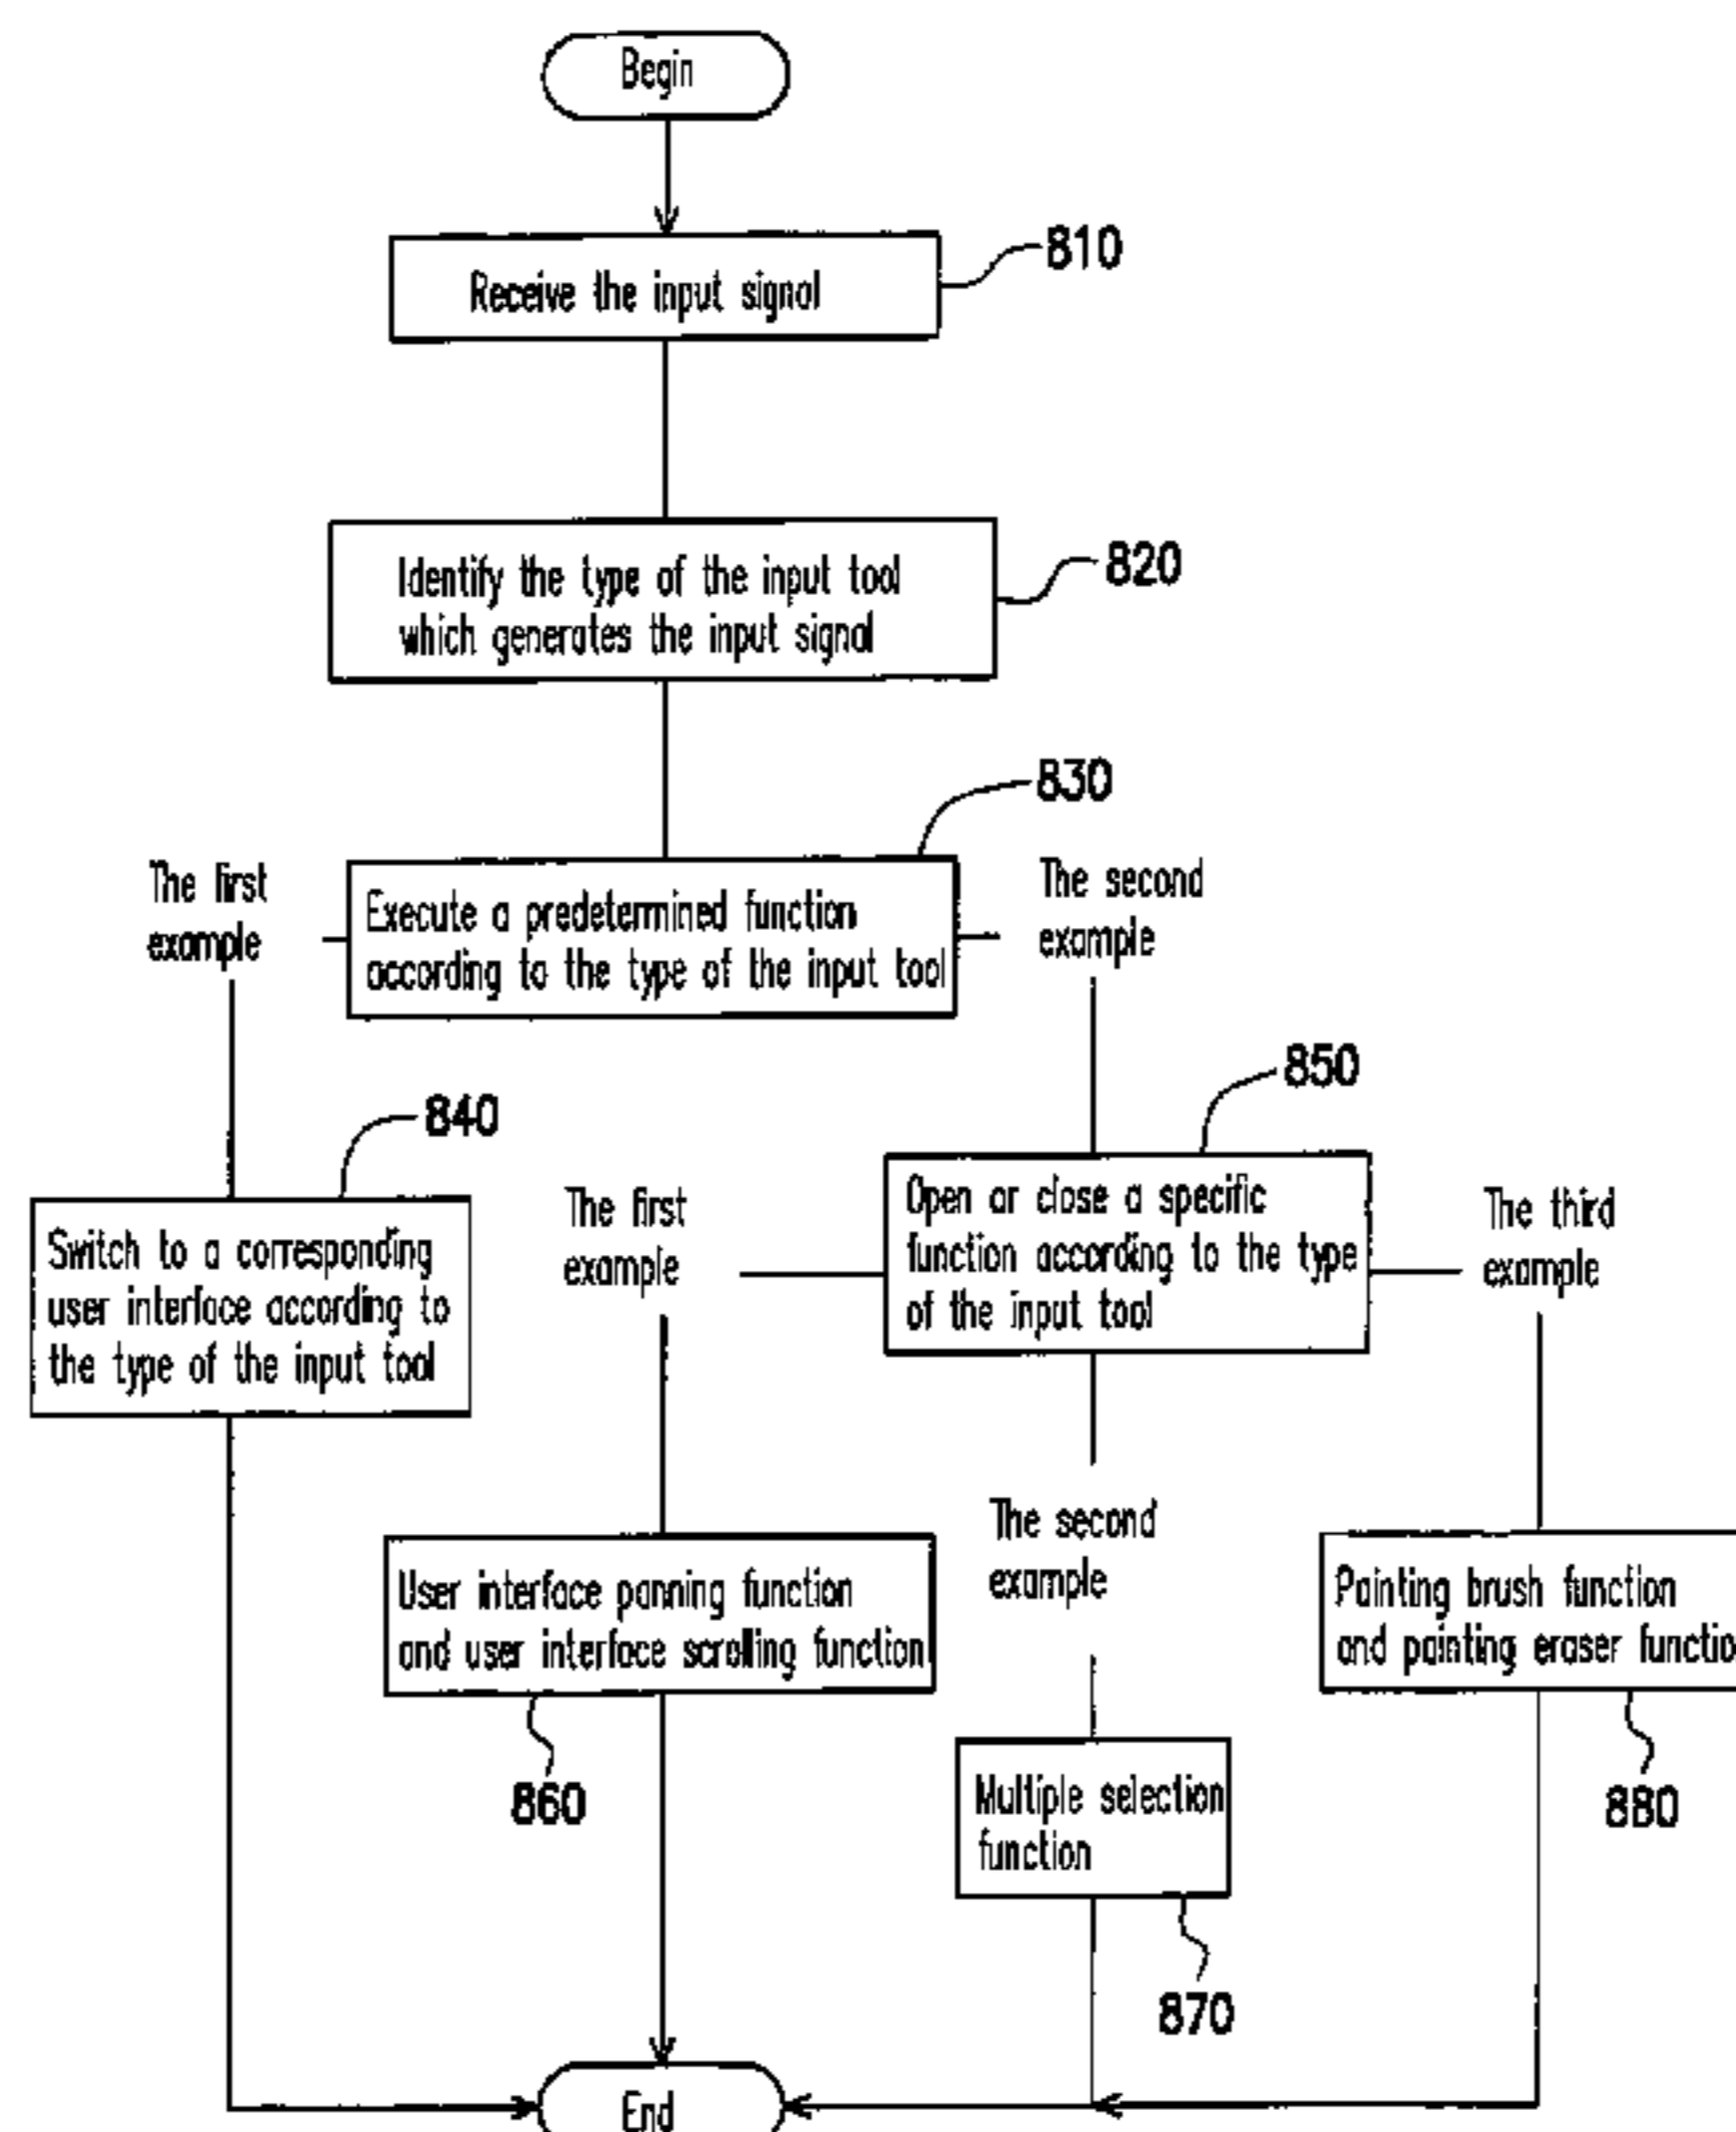 Begin
Receive the input signal
810
Identify the type of the input tool
which generates the input signal
820
830
The first
example
Execute a predetermined function
according to the type of the input tool
The second
example
840
850
Switch to a corresponding
user interface according to
the type of the input tool
The first
example
Open or close a specific
function according to the type
of the input tool
The third
example
The second
example
User interface panning function
and user interface scrolling function
860
Painting brush function
and painting eraser functio
880
Multiple selection
function
870
End